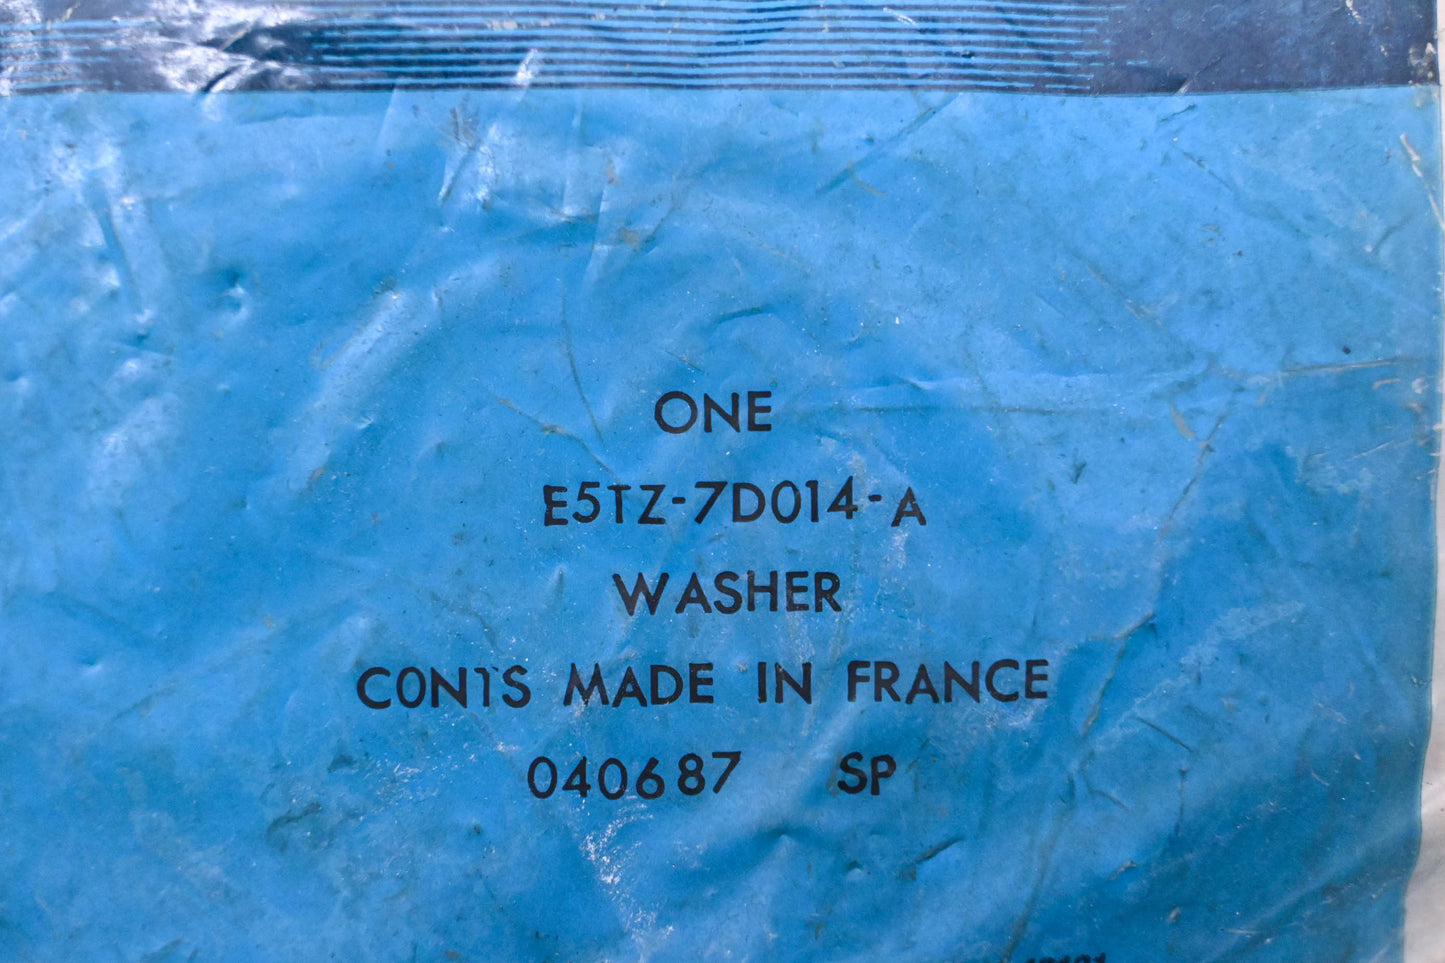 ONE
E5TZ-7D014-A
WASHER
CONTS MADE IN FRANCE
040687 SP